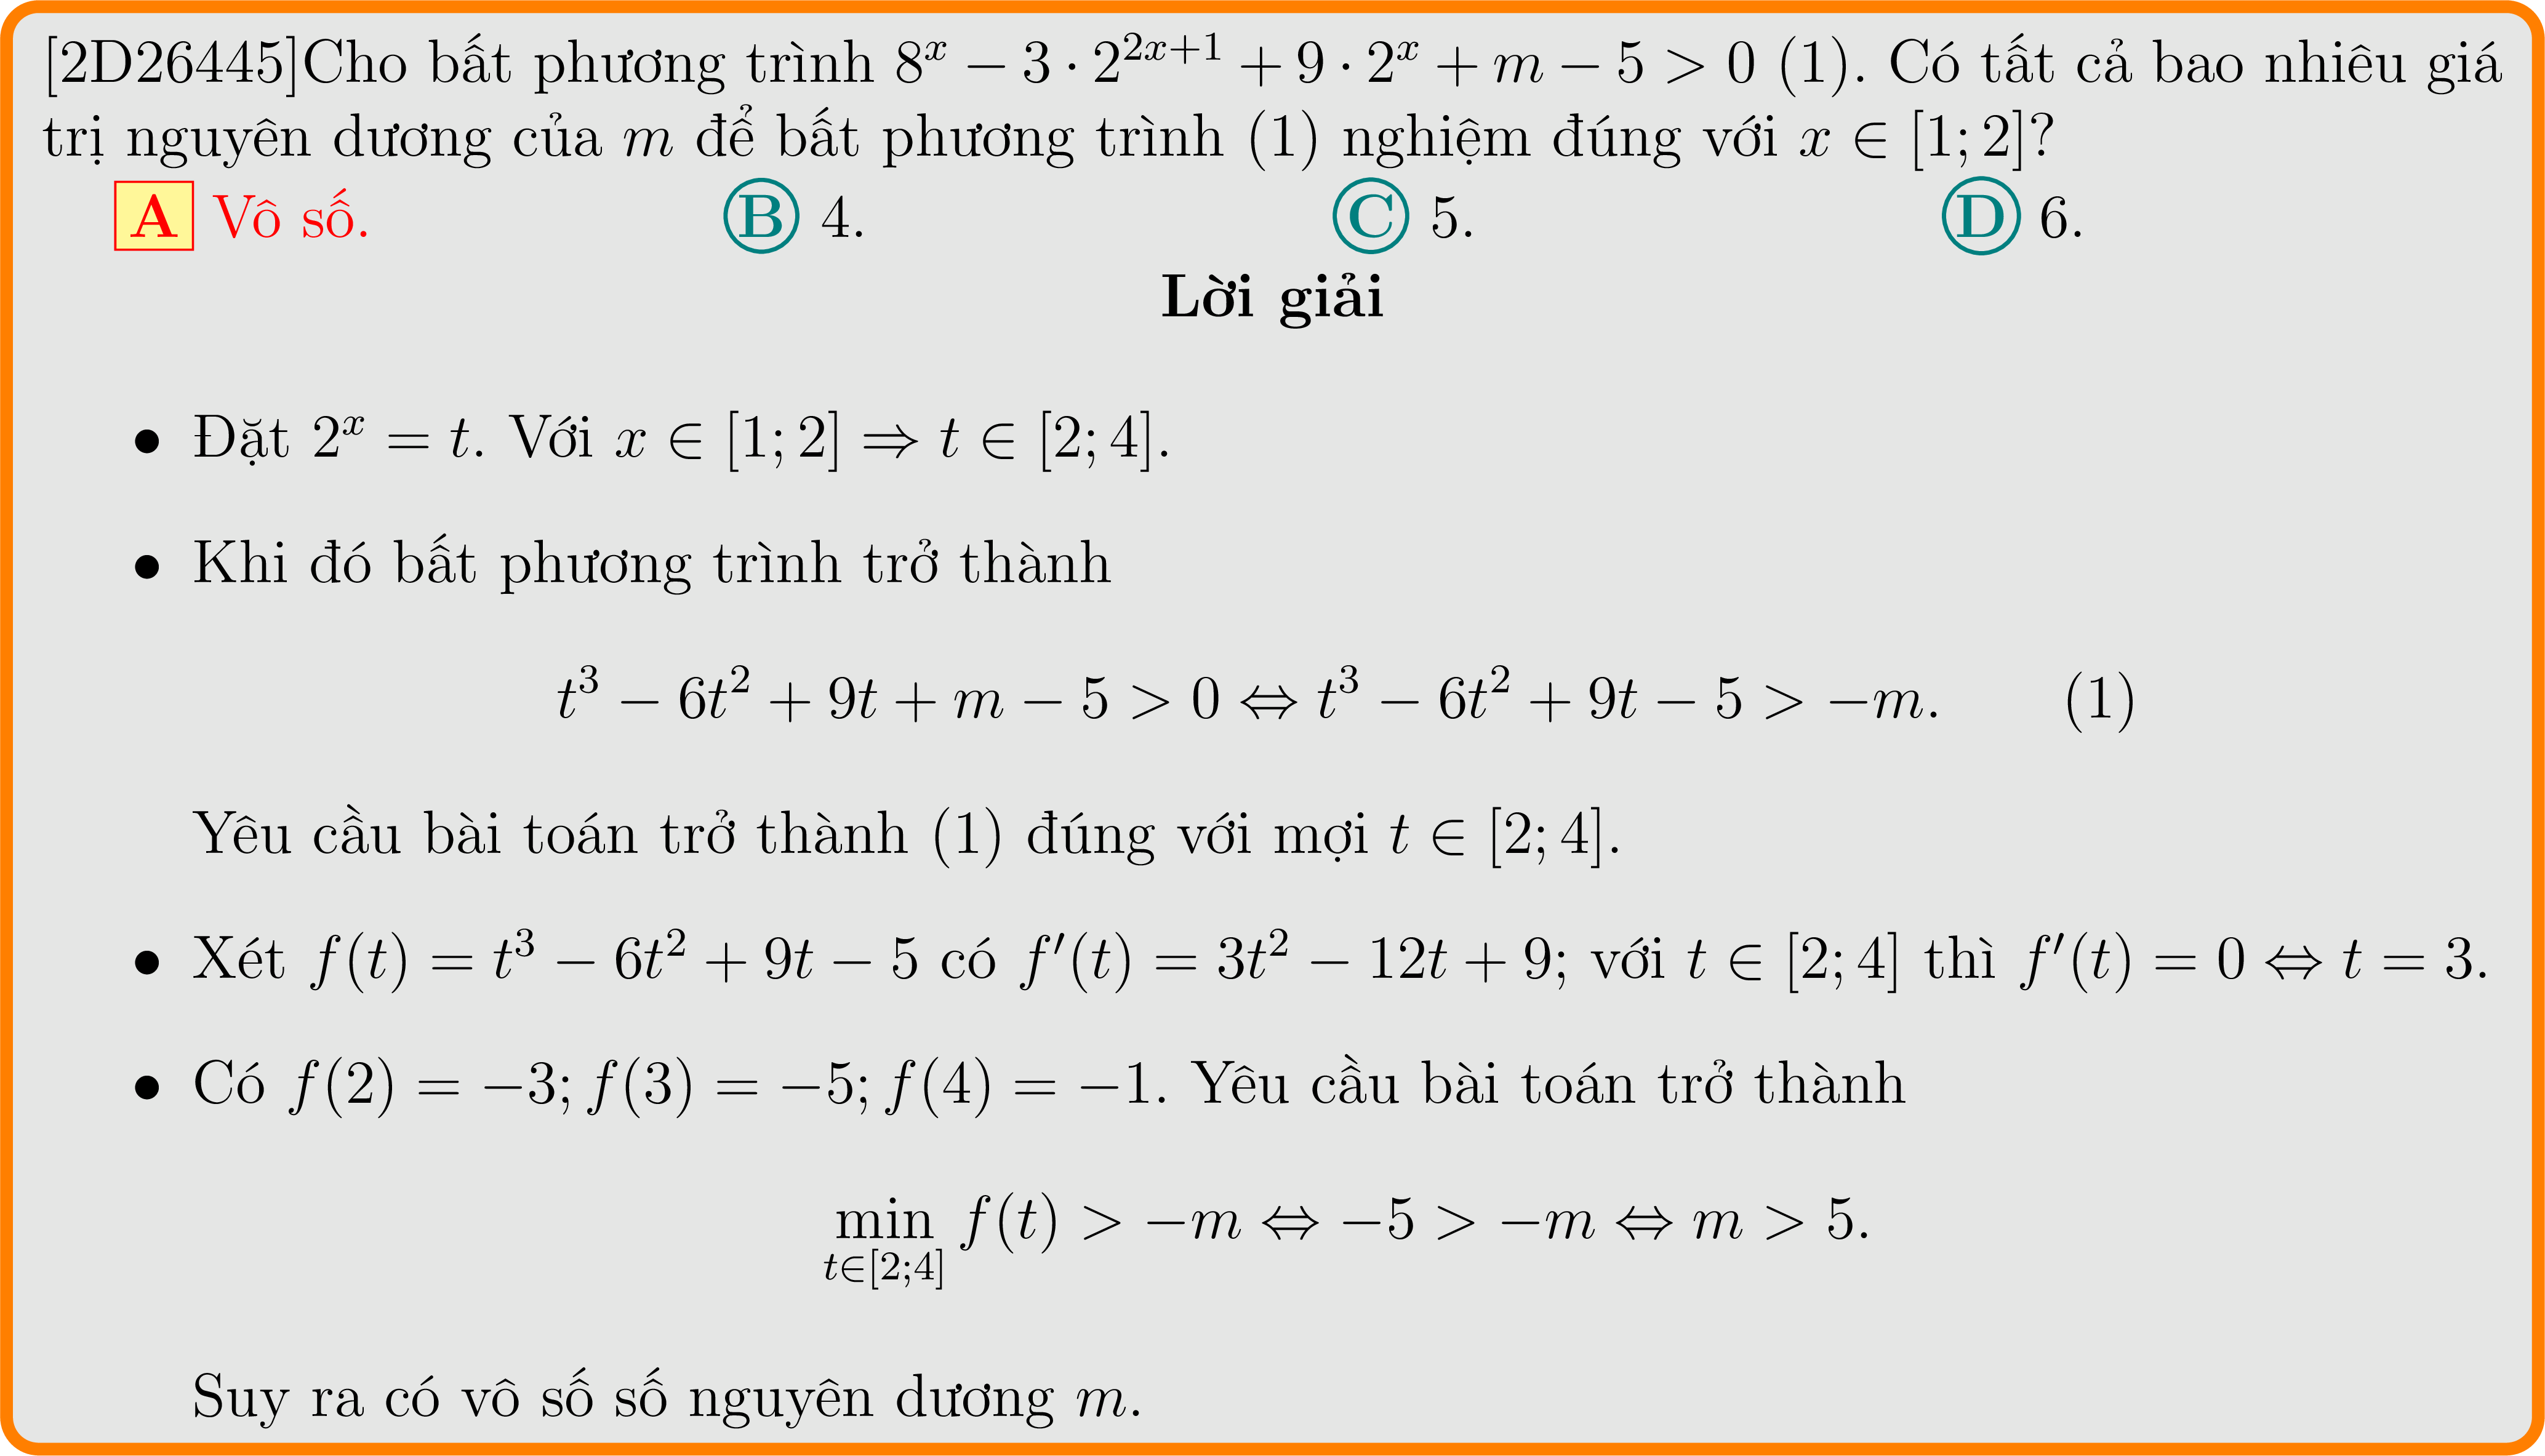 [2D26445]Cho bất phương trình $8^x - 3 \cdot 2^{2x+1} + 9 \cdot 2^x + m - 5 > 0$ (1). Có tất cả bao nhiêu giá
trị nguyên dương của $m$ để bất phương trình (1) nghiệm đúng với $x \in [1; 2]$?
A Vô số. B 4. C 5. D 6.
Lời giải
• Đặt $2^x = t$. Với $x \in [1; 2] \Rightarrow t \in [2; 4]$.
• Khi đó bất phương trình trở thành
$t^3 - 6t^2 + 9t + m - 5 > 0 \Leftrightarrow t^3 - 6t^2 + 9t - 5 > -m.$ (1)
Yêu cầu bài toán trở thành (1) đúng với mợi $t \in [2; 4]$.
• Xét $f(t) = t^3 - 6t^2 + 9t - 5$ có $f'(t) = 3t^2 - 12t + 9$; với $t \in [2; 4]$ thì $f'(t) = 0 \Leftrightarrow t = 3$.
• Có $f(2) = -3; f(3) = -5; f(4) = -1$. Yêu cầu bài toán trở thành
$\min_{t \in [2;4]} f(t) > -m \Leftrightarrow -5 > -m \Leftrightarrow m > 5.$
Suy ra có vô số số nguyên dương $m$.